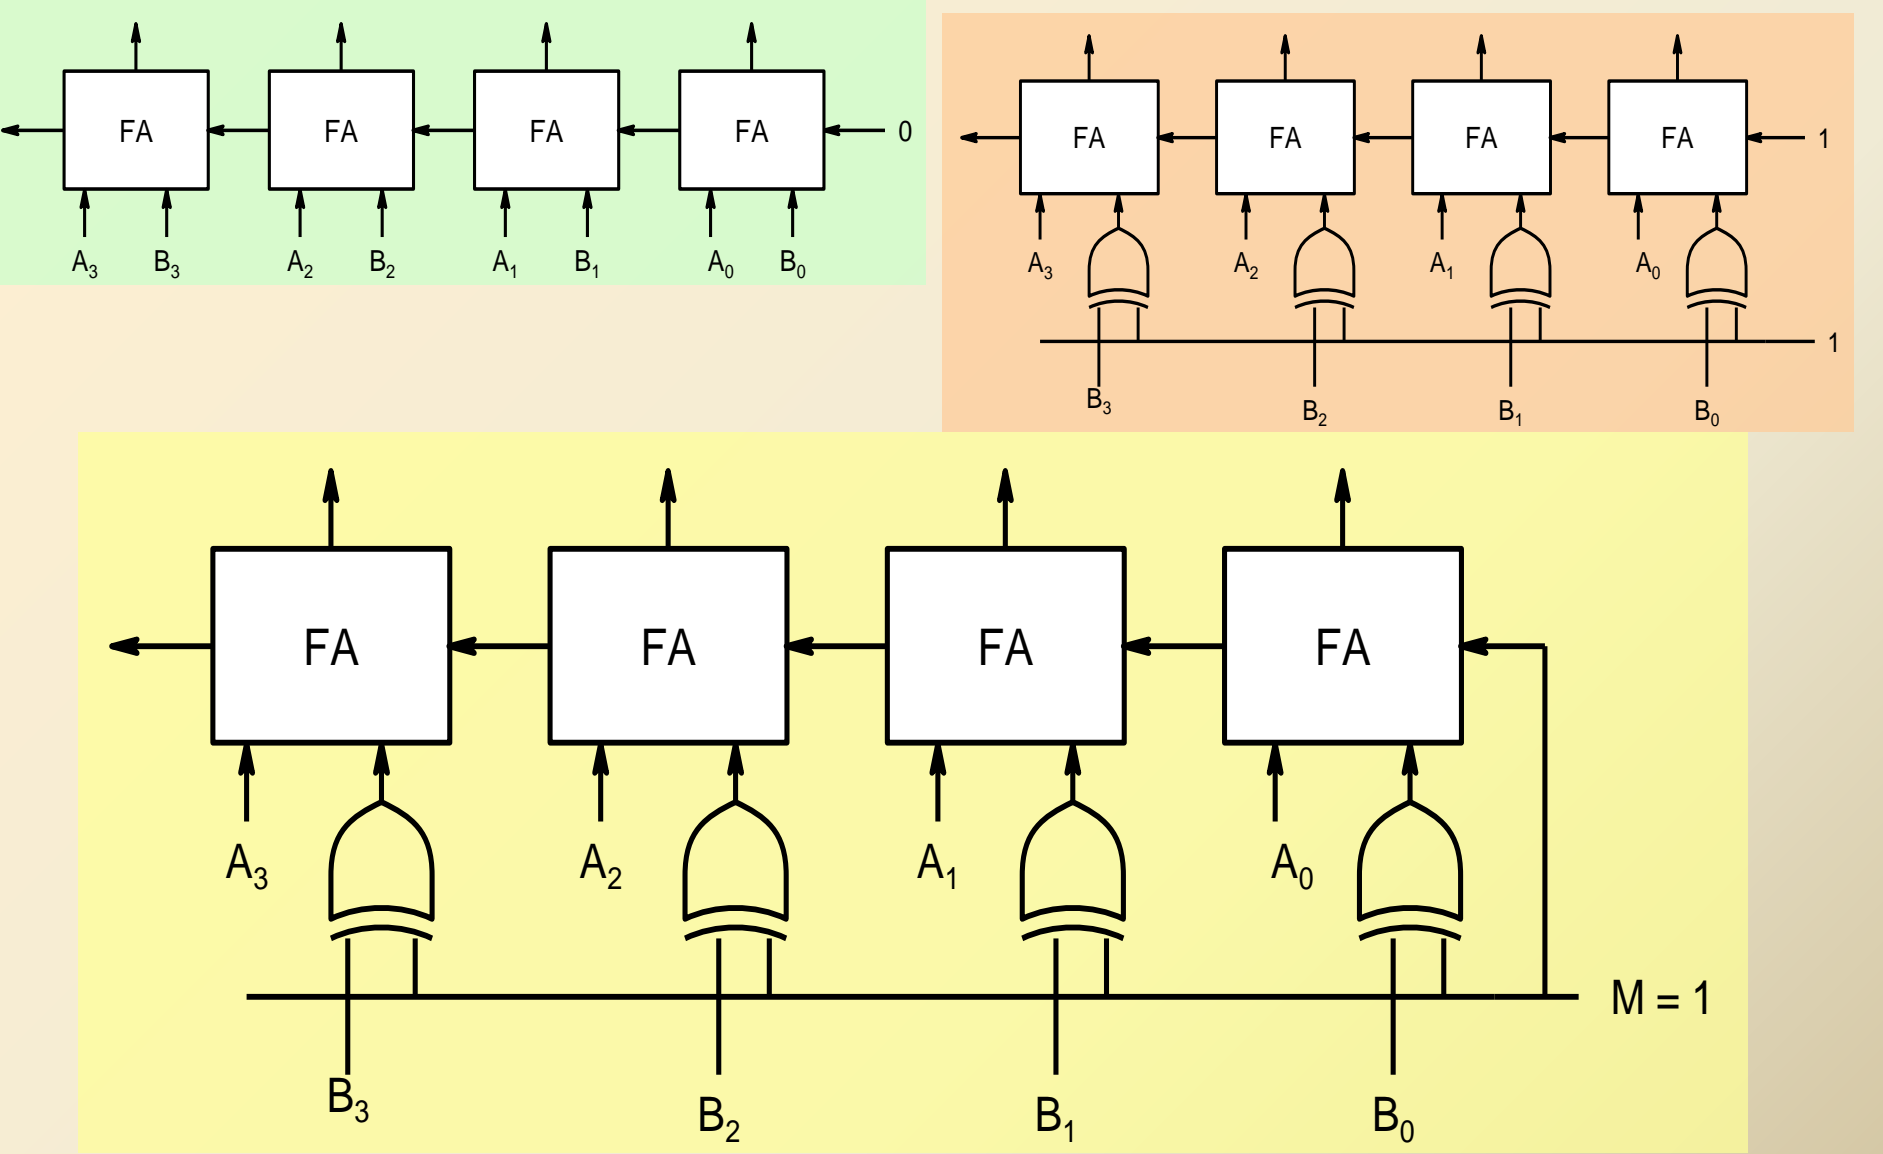 FA FA FA FA 0
A₃ B₃ A₂ B₂ A₁ B₁ A₀ B₀
FA FA FA FA 1
A₃ A₂ A₁ A₀
1
B₃ B₂ B₁ B₀
FA FA FA FA
A₃ A₂ A₁ A₀
M = 1
B₃ B₂ B₁ B₀